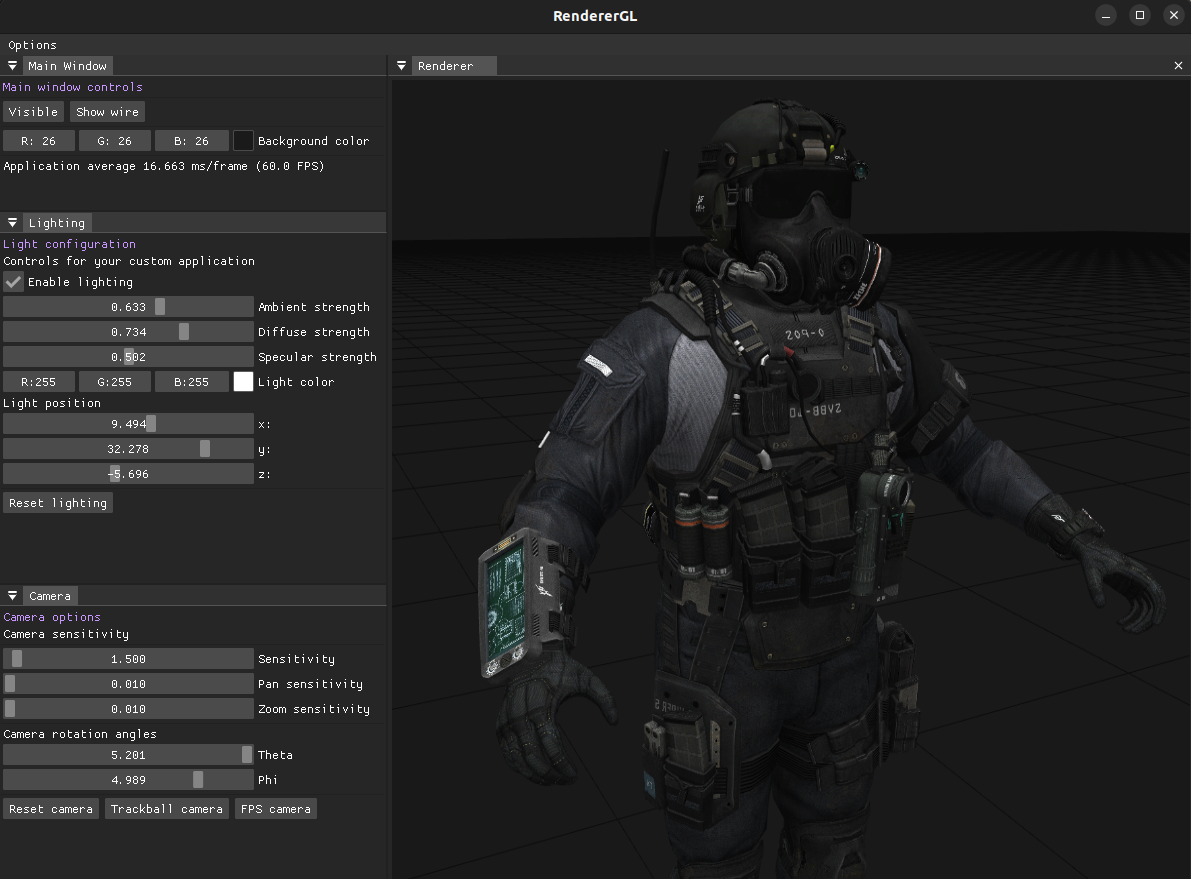 RendererGL
Options
Main Window
Main window controls
Visible Show wire
R: 26 G: 26 B: 26 Background color
Application average 16.663 ms/frame (60.0 FPS)
Lighting
Light configuration
Controls for your custom application
Enable lighting
0.633 Ambient strength
0.734 Diffuse strength
0.502 Specular strength
R:255 G:255 B:255 Light color
Light position
9.494 x:
32.278 y:
-5.696 z:
Reset lighting
Camera
Camera options
Camera sensitivity
1.500 Sensitivity
0.010 Pan sensitivity
0.010 Zoom sensitivity
Camera rotation angles
5.201 Theta
4.989 Phi
Reset camera Trackball camera FPS camera
Renderer